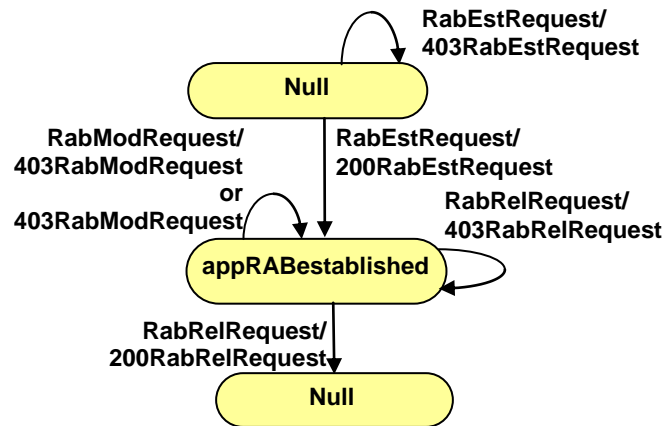 RabEstRequest/
403RabEstRequest
Null
RabModRequest/
403RabModRequest
or
403RabModRequest
RabEstRequest/
200RabEstRequest
RabRelRequest/
403RabRelRequest
appRABestablished
RabRelRequest/
200RabRelRequest
Null